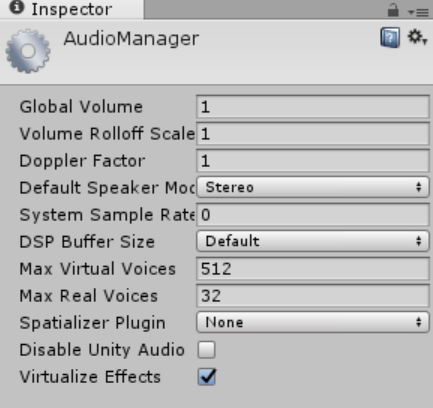 Inspector
AudioManager
Global Volume 1
Volume Rolloff Scale 1
Doppler Factor 1
Default Speaker Moc Stereo
System Sample Rate 0
DSP Buffer Size Default
Max Virtual Voices 512
Max Real Voices 32
Spatializer Plugin None
Disable Unity Audio
Virtualize Effects